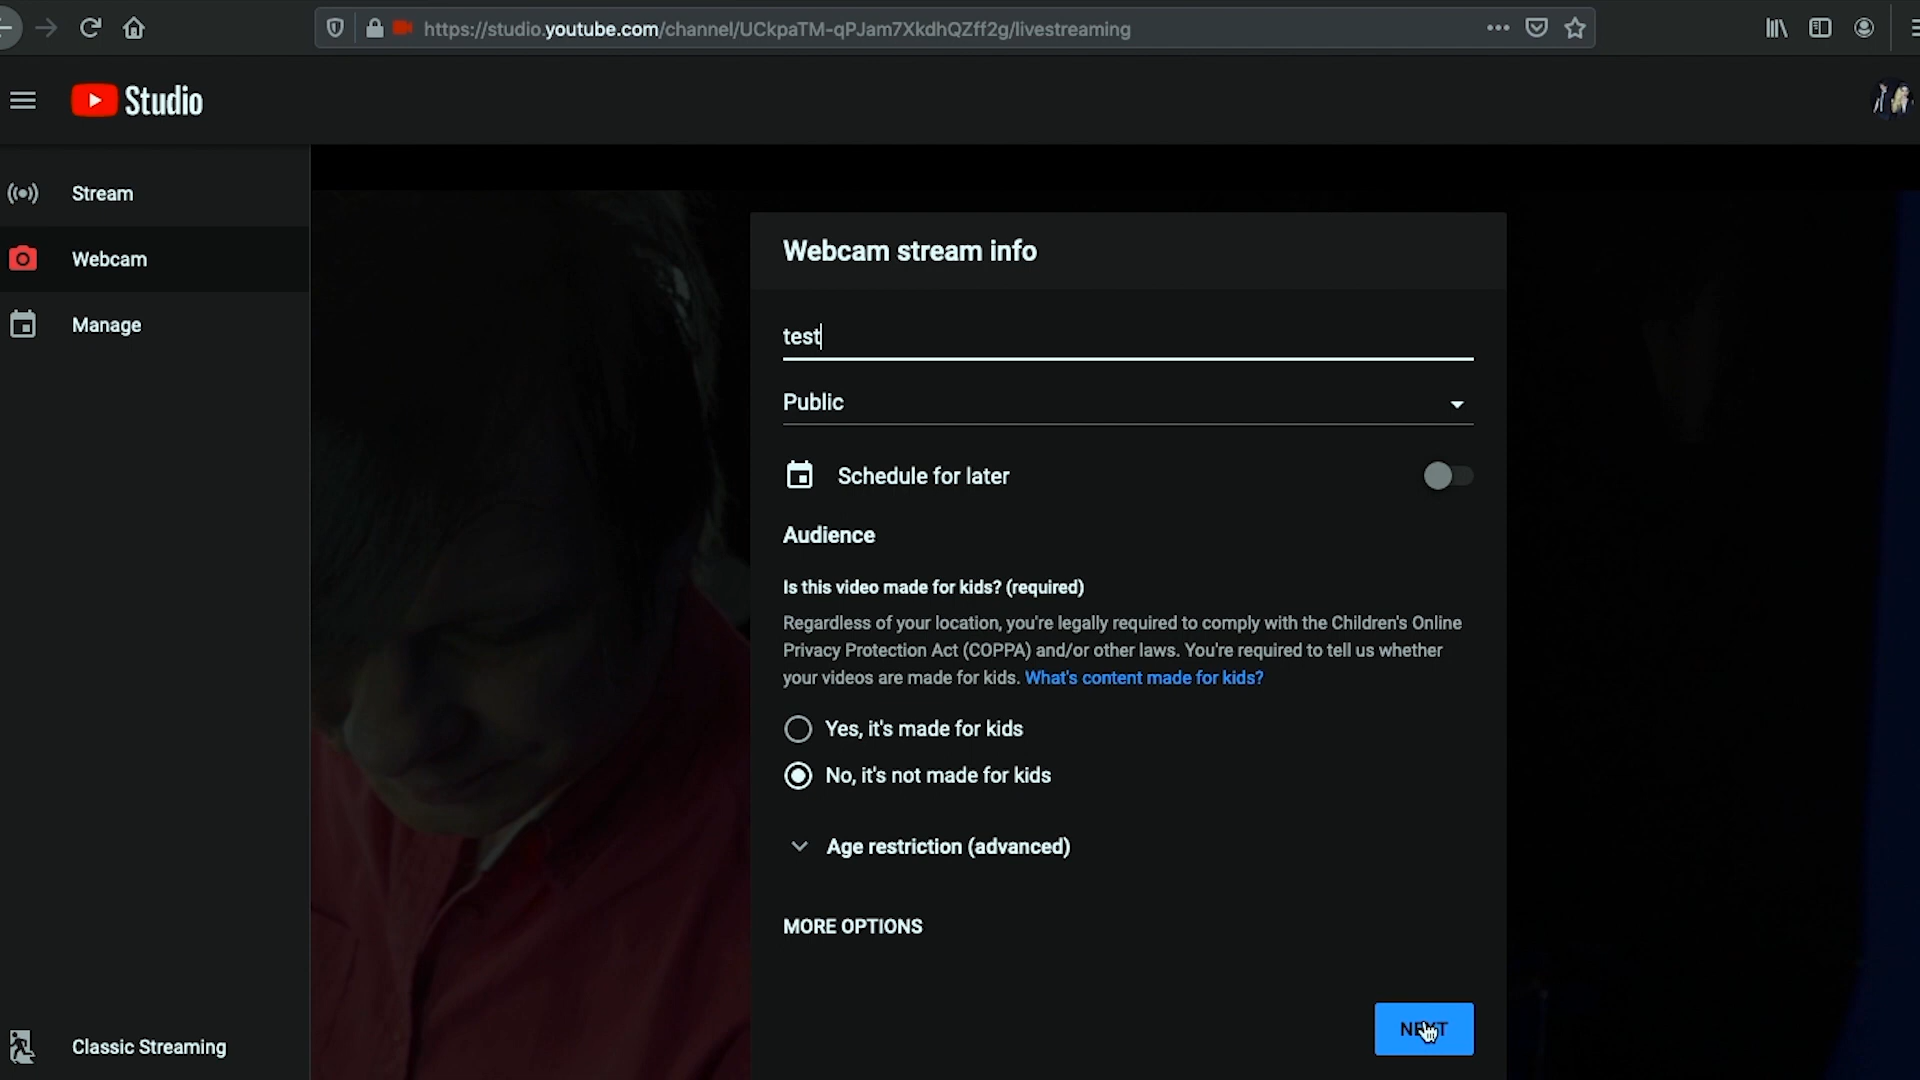 https://studio.youtube.com/channel/UCkpaTM-qPJam7XkdhQZff2g/livestreaming
Studio
Stream
Webcam
Manage
Webcam stream info
test
Public
Schedule for later
Audience
Is this video made for kids? (required)
Regardless of your location, you're legally required to comply with the Children's Online
Privacy Protection Act (COPPA) and/or other laws. You're required to tell us whether
your videos are made for kids. What's content made for kids?
Yes, it's made for kids
No, it's not made for kids
Age restriction (advanced)
MORE OPTIONS
NEXT
Classic Streaming